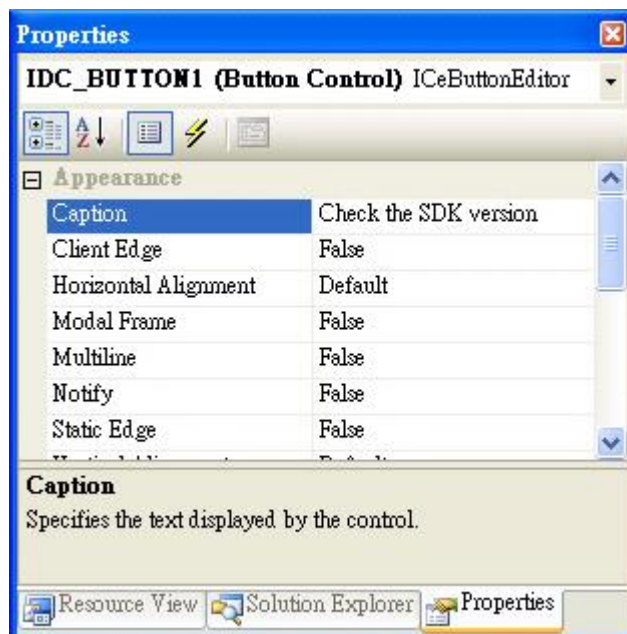 Properties
IDC_BUTTON1 (Button Control) ICeButtonEditor
Appearance
Caption Check the SDK version
Client Edge False
Horizontal Alignment Default
Modal Frame False
Multiline False
Notify False
Static Edge False
Caption
Specifies the text displayed by the control.
Resource View Solution Explorer Properties